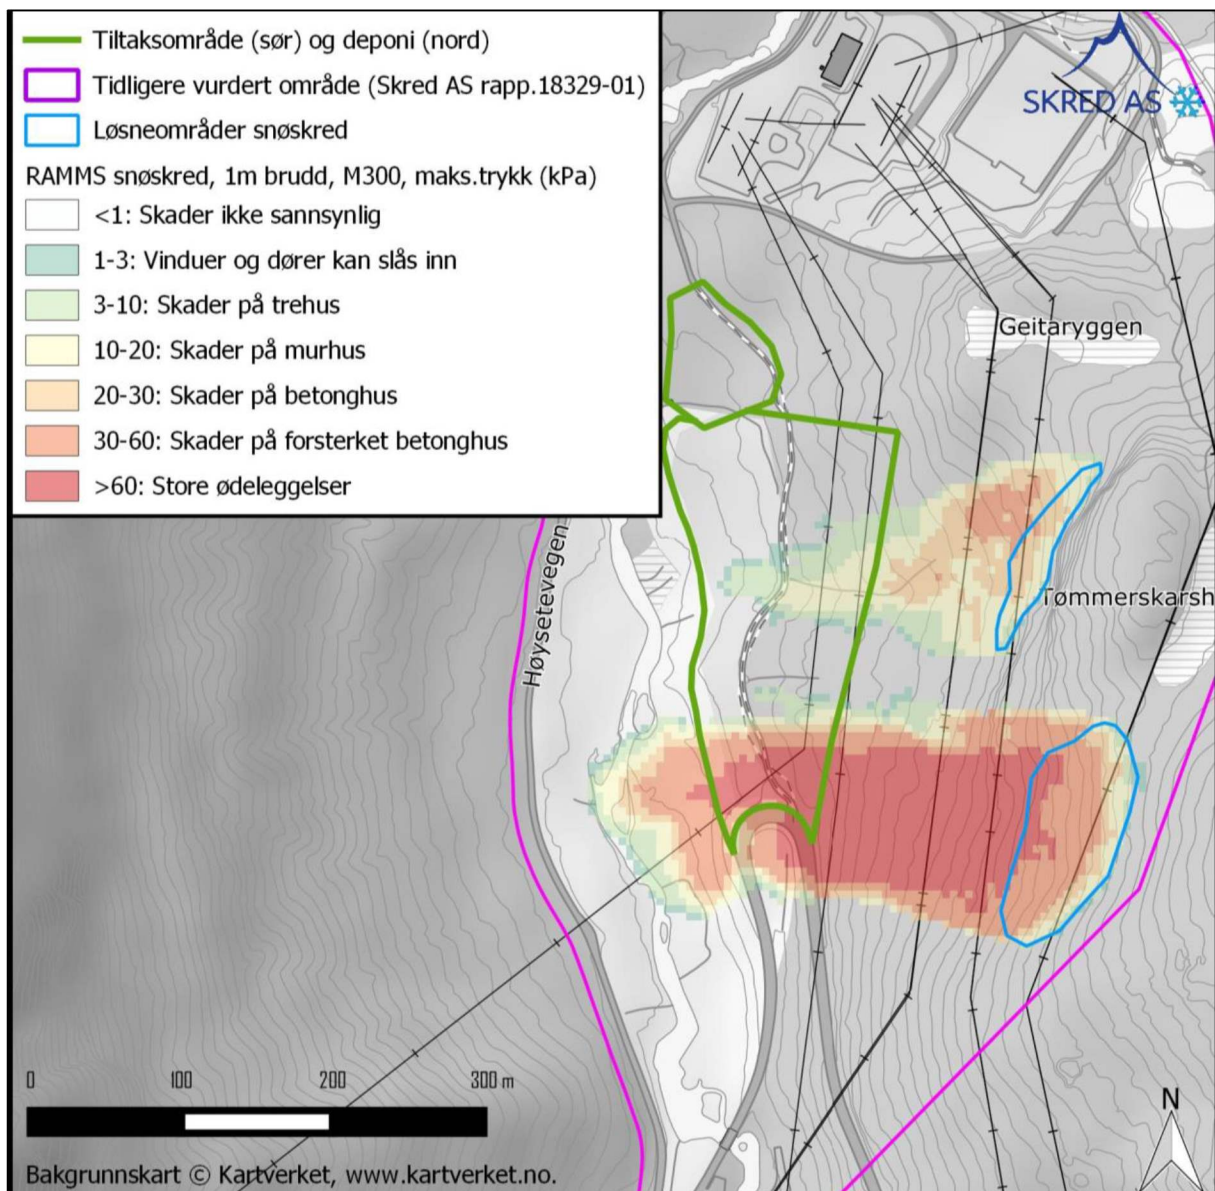 Tiltaksområde (sør) og deponi (nord)
Tidligere vurdert område (Skred AS rapp.18329-01)
Løsneområder snøskred
RAMMS snøskred, 1m brudd, M300, maks.trykk (kPa)
<1: Skader ikke sannsynlig
1-3: Vinduer og dører kan slås inn
3-10: Skader på trehus
10-20: Skader på murhus
20-30: Skader på betonghus
30-60: Skader på forsterket betonghus
>60: Store ødeleggelser
SKRED AS
Geitaryggen
Tømmerskarsh
Høysetevegen
0 100 200 300 m
N
Bakgrunnskart © Kartverket, www.kartverket.no.